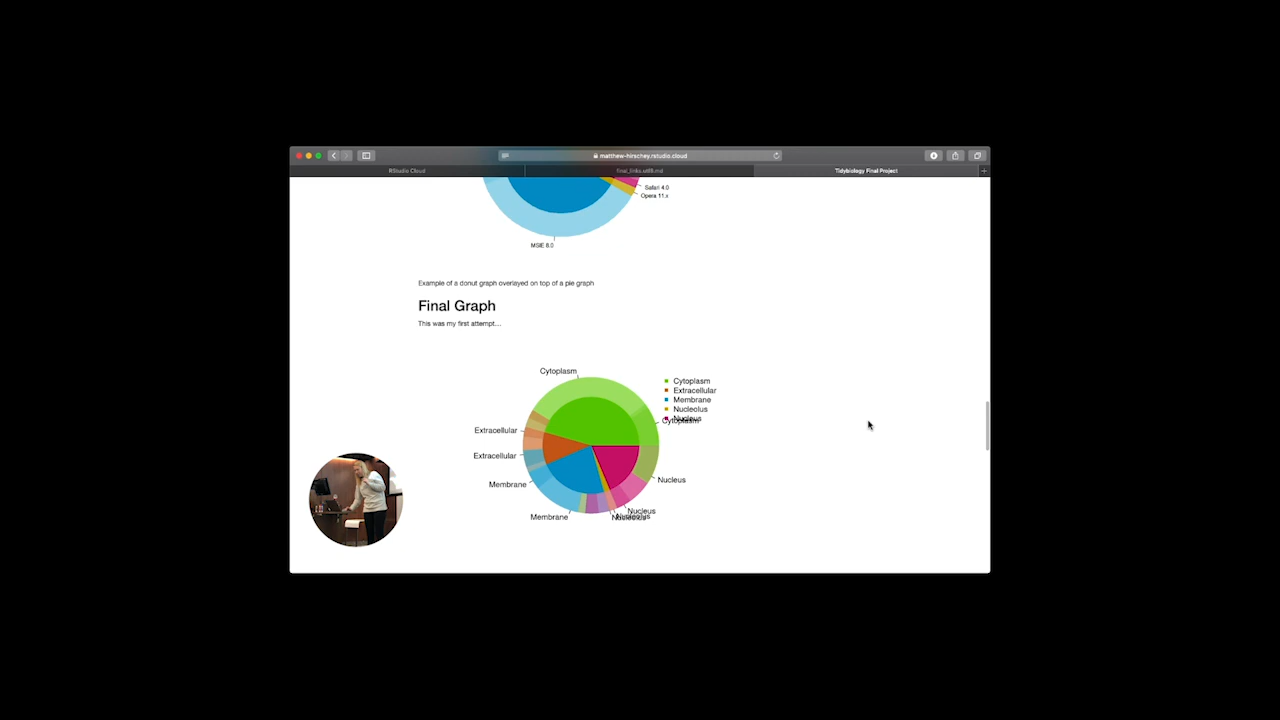 matthew-hirschey.rstudio.cloud
RStudio Cloud
Tidybiology Final Project
Safari 4.0
Opera 11.x
MSIE 8.0
Example of a donut graph overlayed on top of a pie graph
Final Graph
This was my first attempt...
Cytoplasm
Cytoplasm
Extracellular
Membrane
Nucleolus
Nucleus
Cytoplasm
Extracellular
Extracellular
Nucleus
Membrane
Nucleus
Membrane